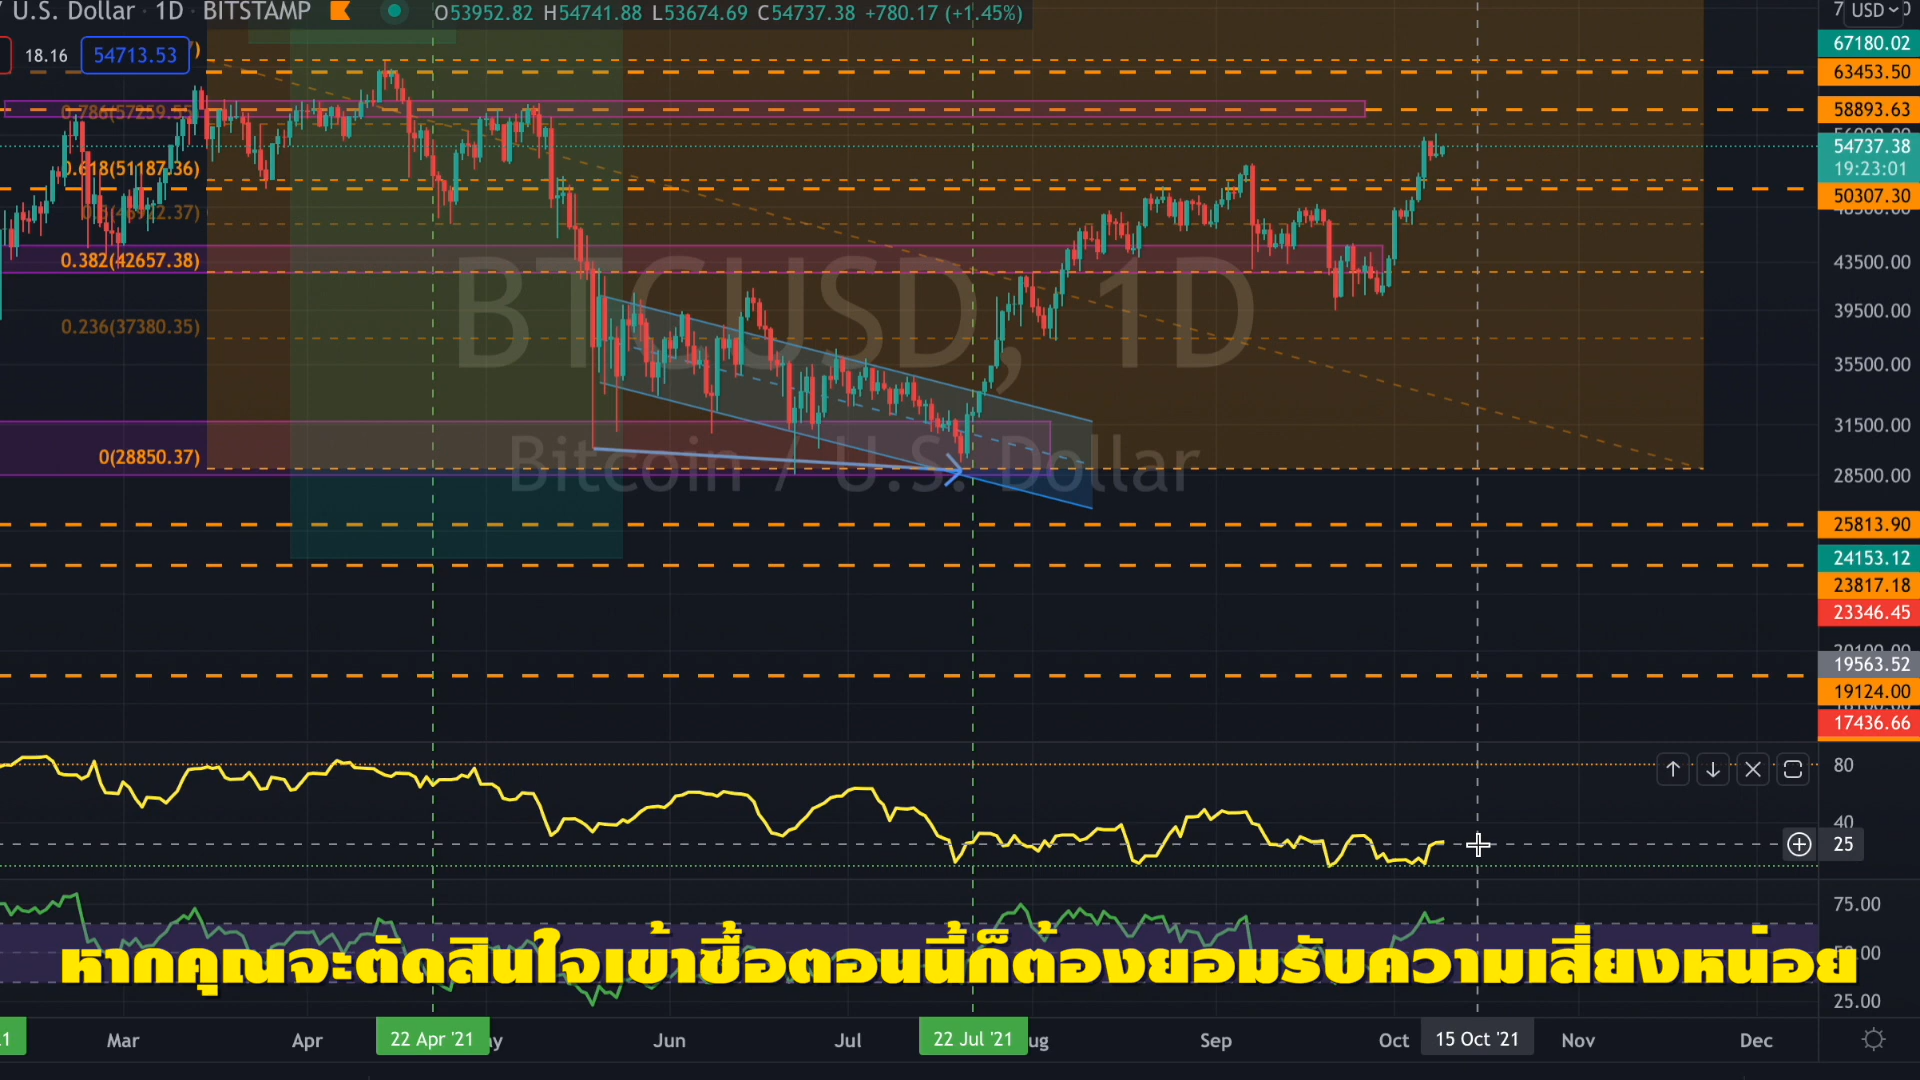 U.S. Dollar · 1D · BITSTAMP
O53952.82 H54741.88 L53674.69 C54737.38 +780.17 (+1.45%)
USD
18.16
54713.53
0.786(57259.55)
0.618(51187.36)
0.382(42657.38)
0.236(37380.35)
0(28850.37)
BTCUSD, 1D
Bitcoin / U.S. Dollar
67180.02
63453.50
58893.63
54737.38
19:23:01
50307.30
43500.00
39500.00
35500.00
31500.00
28500.00
25813.90
24153.12
23817.18
23346.45
19563.52
19124.00
17436.66
80
40
25
75.00
25.00
หากคุณจะตัดสินใจเข้าซื้อตอนนี้ก็ต้องยอมรับความเสี่ยงหน่อย
Mar
Apr
22 Apr '21
Jun
Jul
22 Jul '21
Sep
Oct
15 Oct '21
Nov
Dec